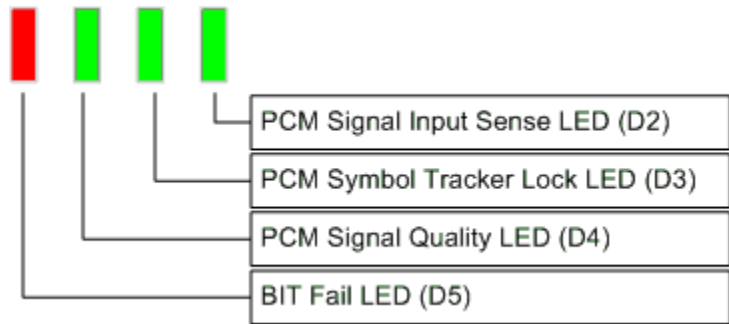 PCM Signal Input Sense LED (D2)
PCM Symbol Tracker Lock LED (D3)
PCM Signal Quality LED (D4)
BIT Fail LED (D5)